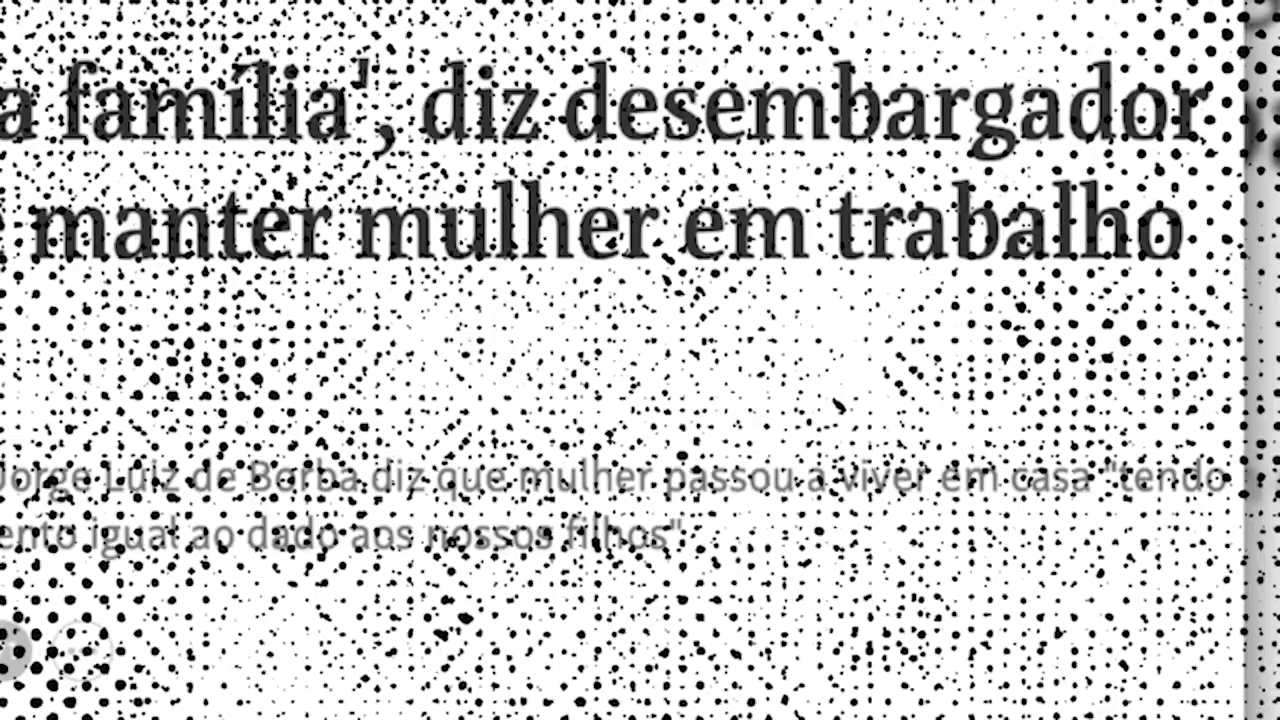 a família', diz desembargador
manter mulher em trabalho
Jorge Luiz de Borba diz que mulher passou a viver em casa "tendo
ento igual ao dado aos nossos filhos".